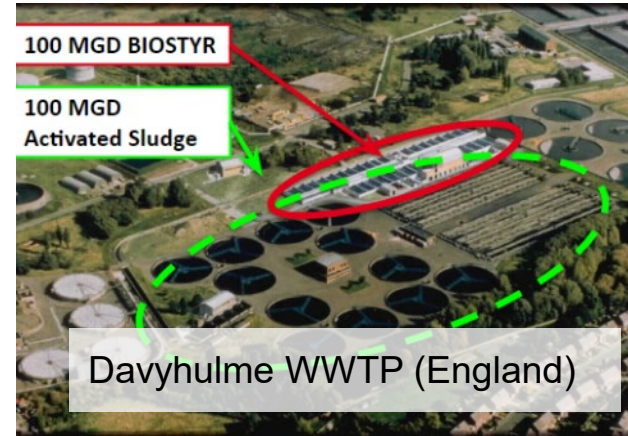 100 MGD BIOSTYR
100 MGD
Activated Sludge
Davyhulme WWTP (England)